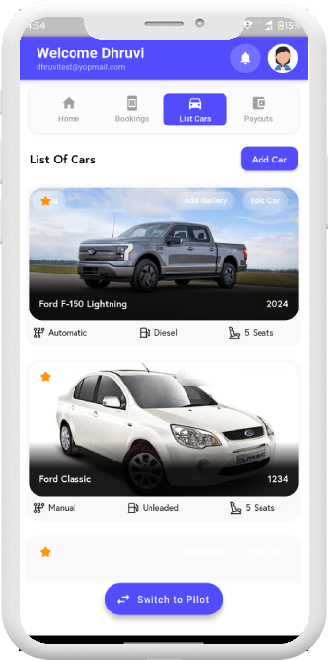 4:54 15%
Welcome Dhruvi
dhruvitest@yopmail.com
Home Bookings List Cars Payouts
List Of Cars Add Car
Add Gallery Edit Car
Ford F-150 Lightning 2024
Automatic Diesel 5 Seats
CLASSIC
Ford Classic 1234
Manual Unleaded 5 Seats
Switch to Pilot